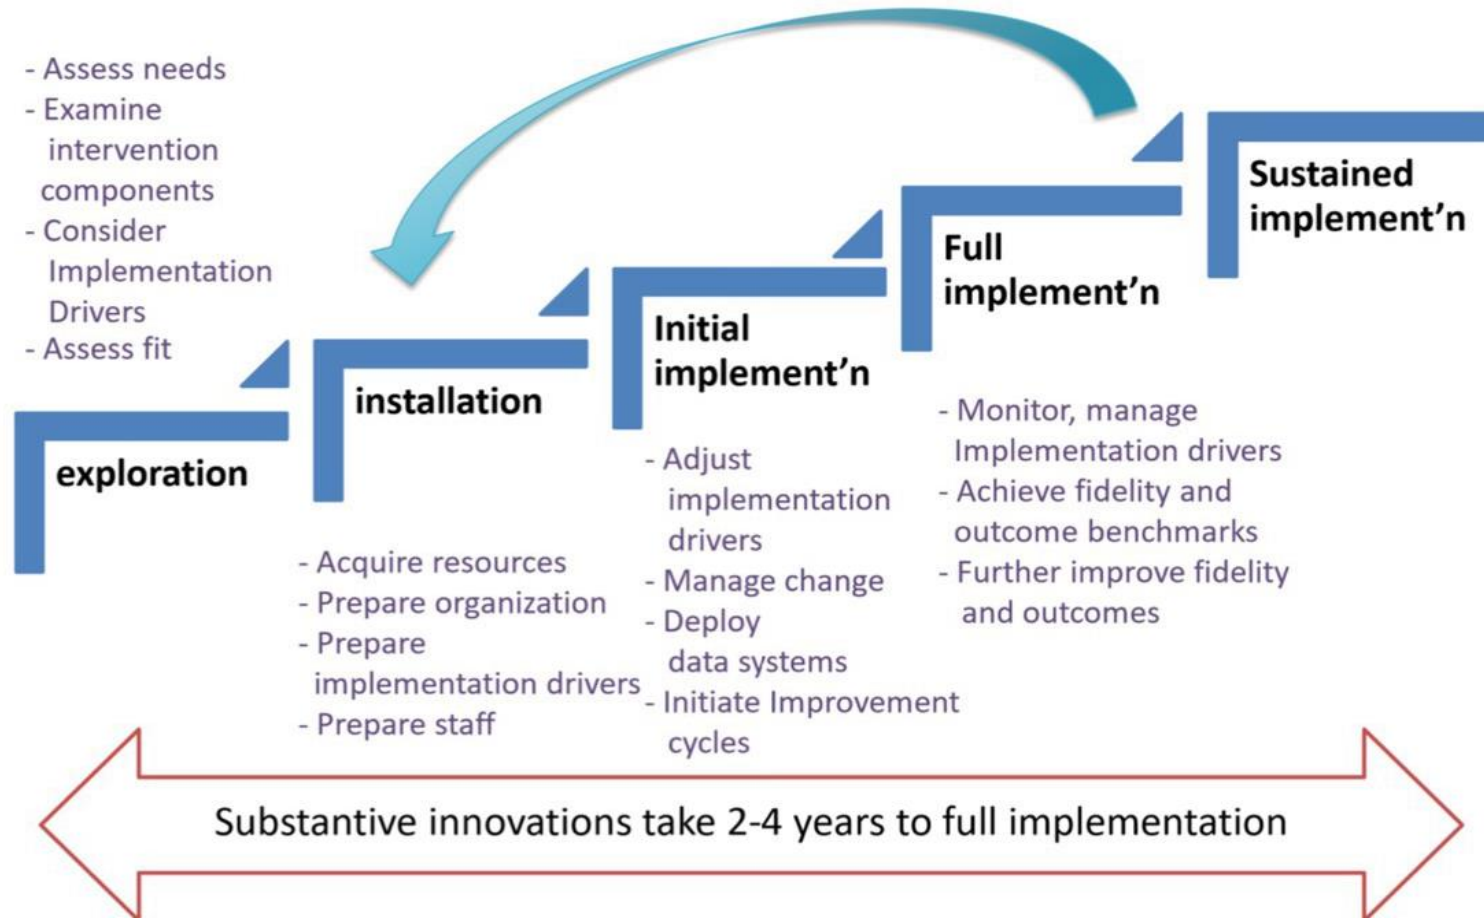 - Assess needs
- Examine
intervention
components
- Consider
Implementation
Drivers
- Assess fit
exploration
installation
- Acquire resources
- Prepare organization
- Prepare
implementation drivers
- Prepare staff
Initial
implement’n
- Adjust
implementation
drivers
- Manage change
- Deploy
data systems
- Initiate Improvement
cycles
Full
implement’n
- Monitor, manage
Implementation drivers
- Achieve fidelity and
outcome benchmarks
- Further improve fidelity
and outcomes
Sustained
implement’n
Substantive innovations take 2-4 years to full implementation